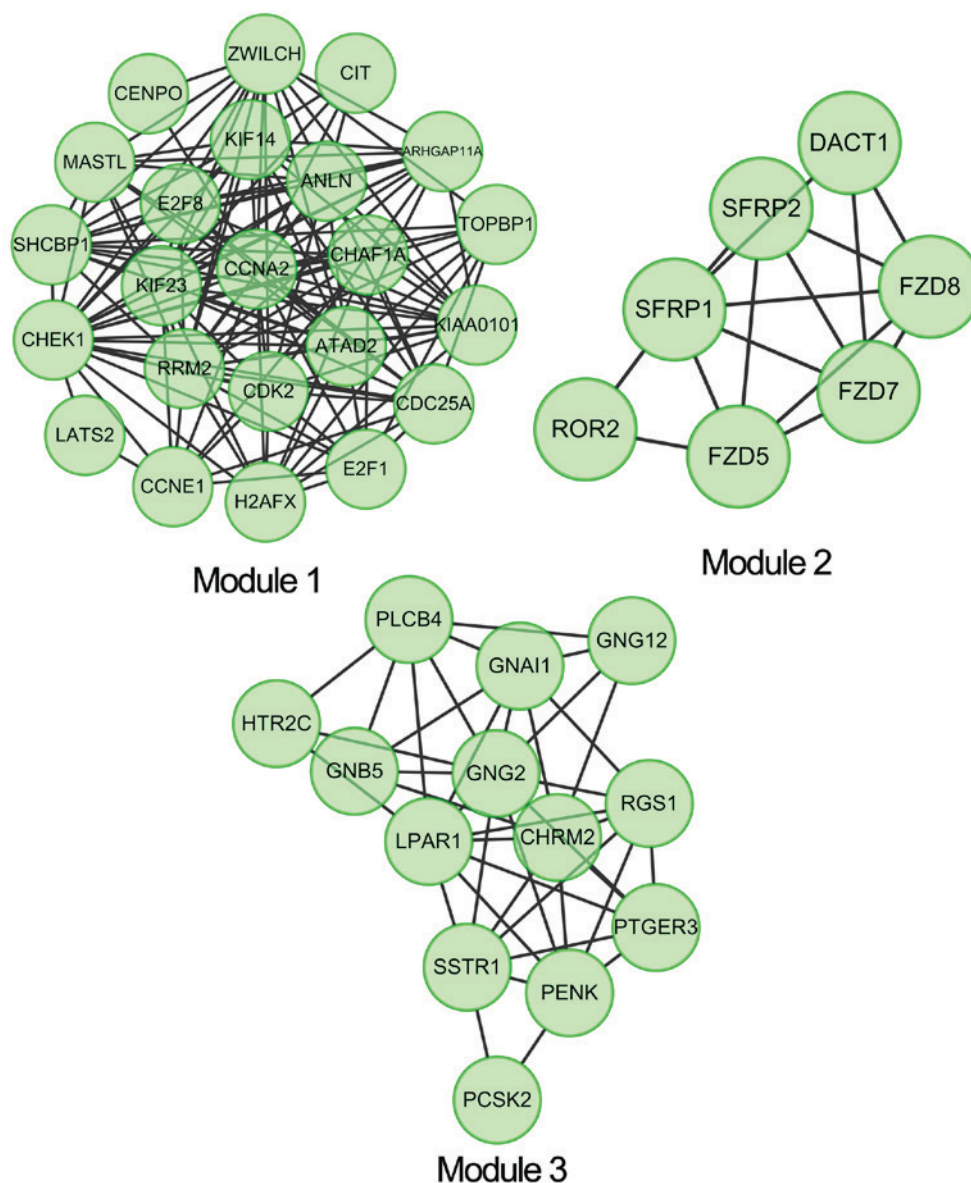 ZWILCH
CIT
CENPO
KIF14
ARHGAP11A
MASTL
ANLN
E2F8
TOPBP1
SHCBP1
CHAF1A
CCNA2
KIF23
KIAA0101
CHEK1
ATAD2
RRM2
CDK2
CDC25A
LATS2
E2F1
CCNE1
H2AFX
Module 1
DACT1
SFRP2
FZD8
SFRP1
FZD7
ROR2
FZD5
Module 2
PLCB4
GNG12
GNAI1
HTR2C
GNB5
GNG2
RGS1
LPAR1
CHRM2
PTGER3
SSTR1
PENK
PCSK2
Module 3